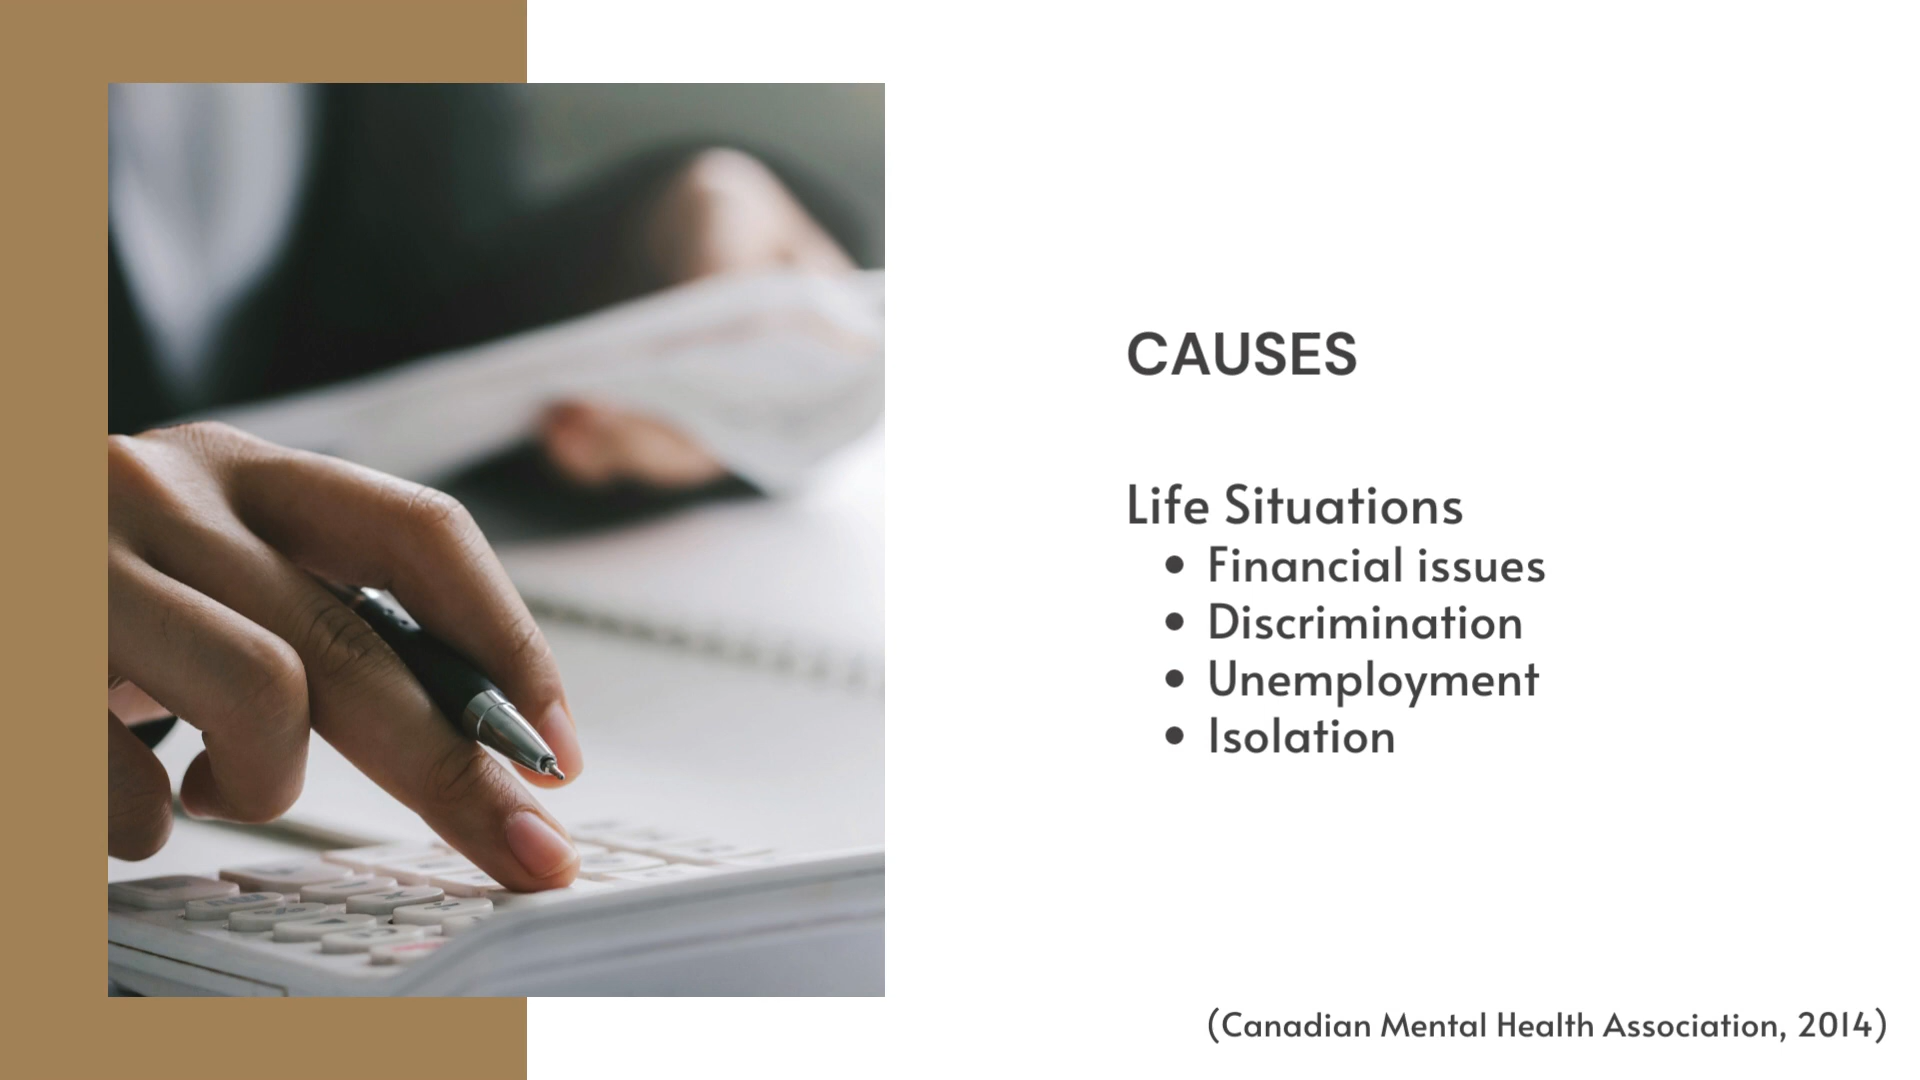 CAUSES
Life Situations
• Financial issues
• Discrimination
• Unemployment
• Isolation
(Canadian Mental Health Association, 2014)